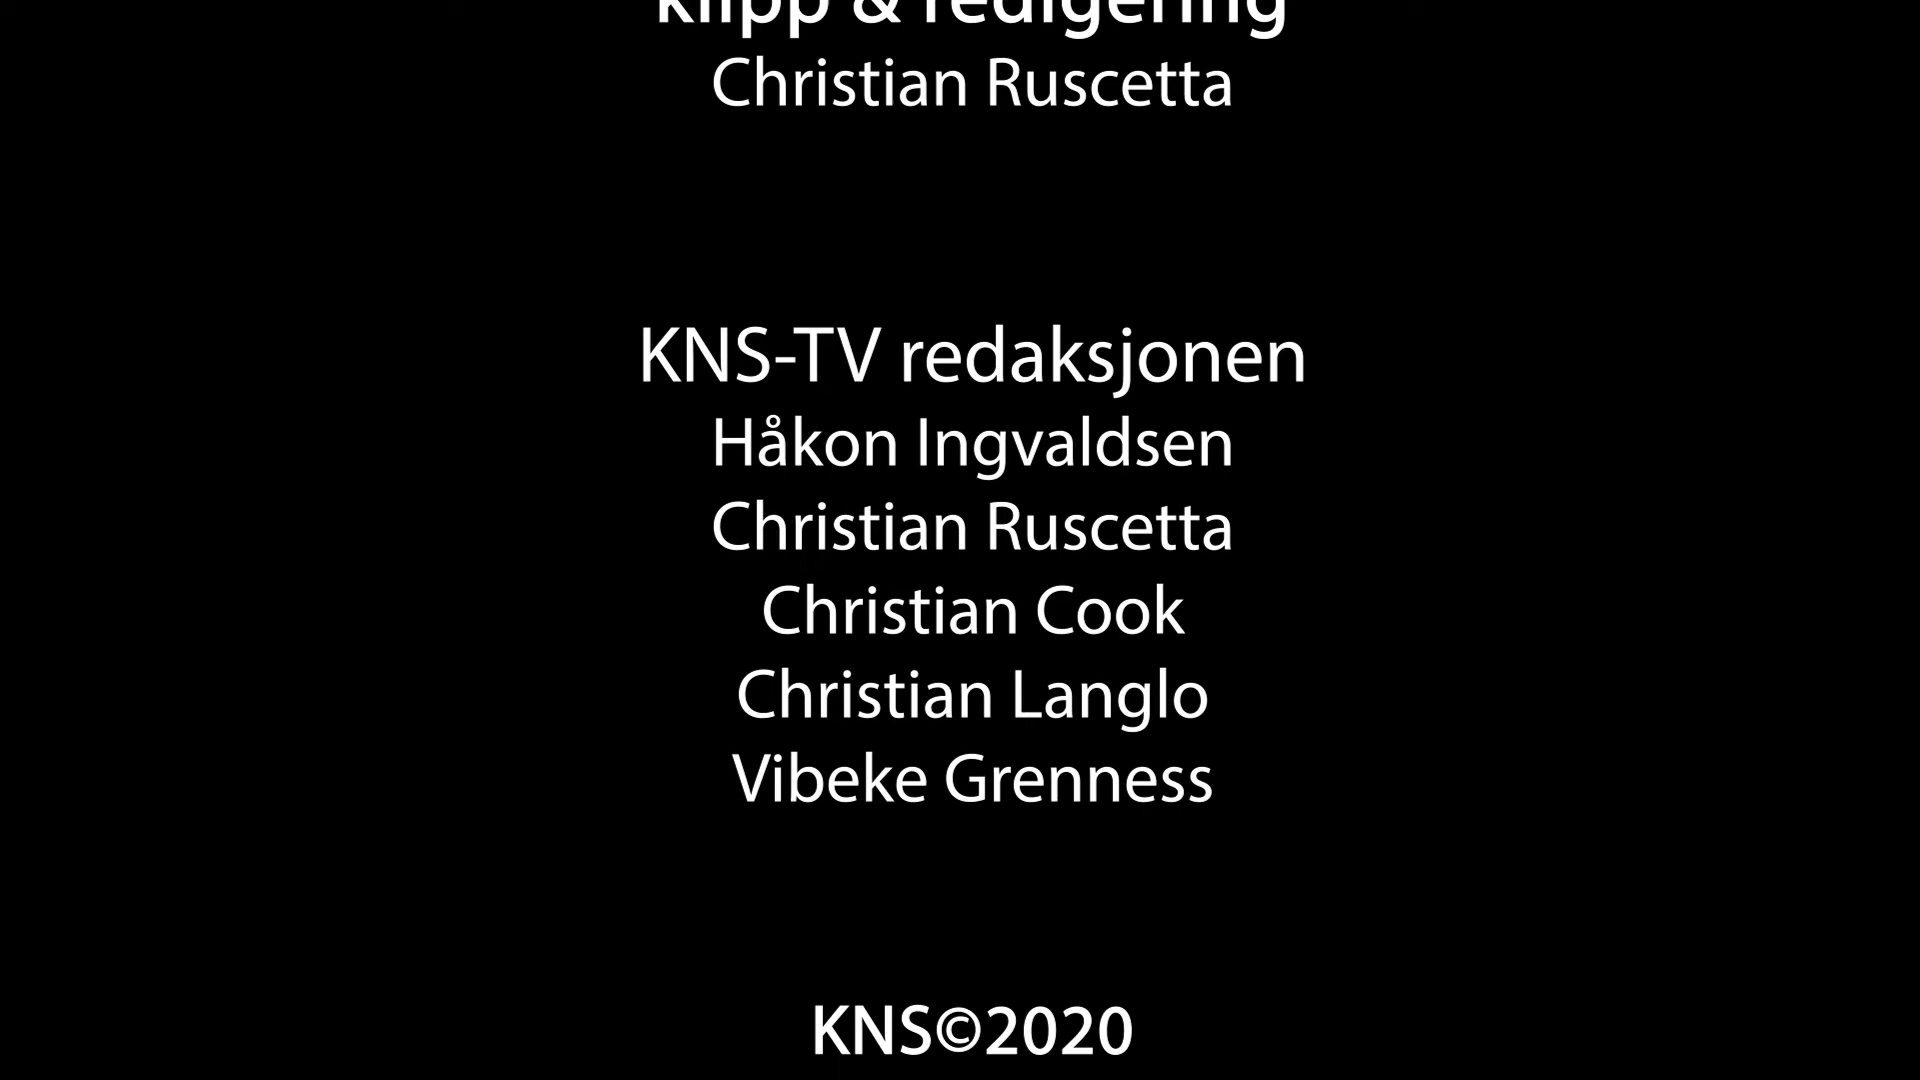 klipp & redigering
Christian Ruscetta
KNS-TV redaksjonen
Håkon Ingvaldsen
Christian Ruscetta
Christian Cook
Christian Langlo
Vibeke Grenness
KNS©2020